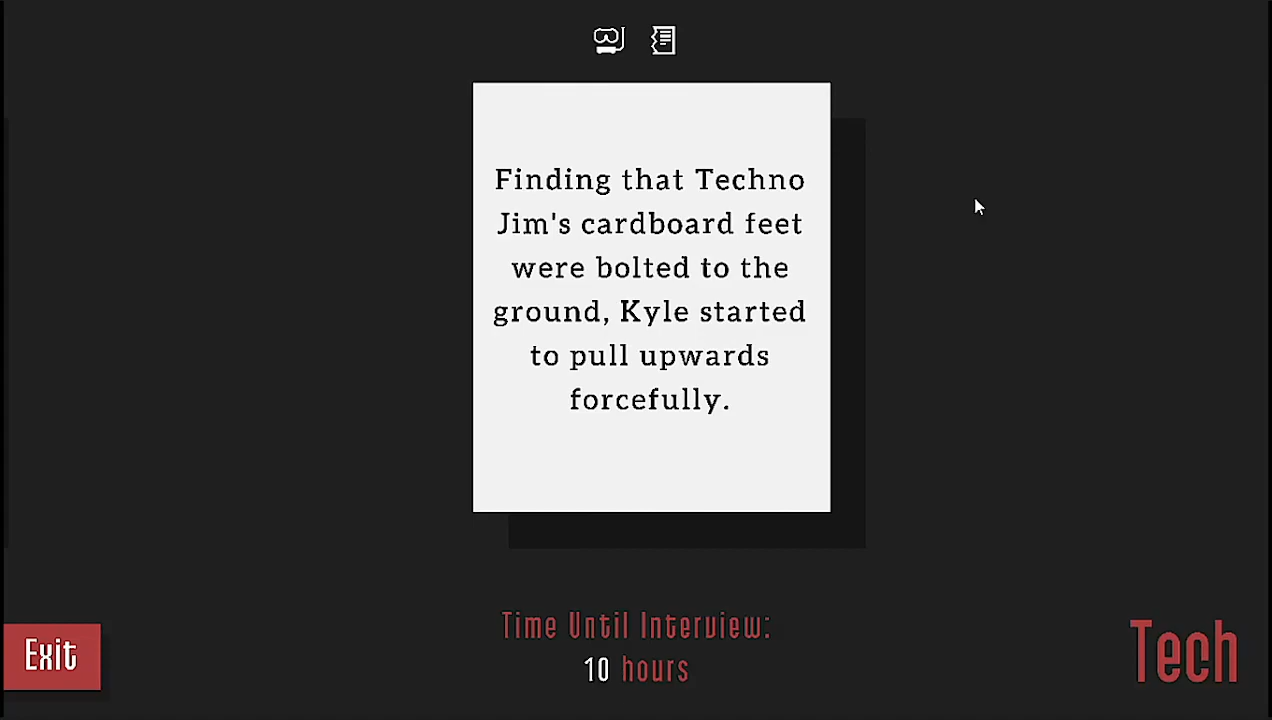 Finding that Techno
Jim's cardboard feet
were bolted to the
ground, Kyle started
to pull upwards
forcefully.
Time Until Interview:
10 hours
Exit
Tech